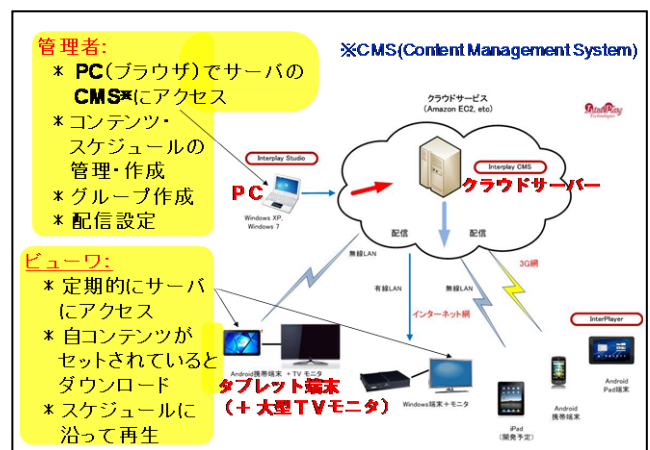 管理者:
* PC(ブラウザ)でサーバの
CMS※にアクセス
* コンテンツ・
スケジュールの
管理・作成
* グループ作成
* 配信設定
※CMS(Content Management System)
クラウドサービス
(Amazon EC2, etc)
InterPlay
Technologies
Interplay Studio
PC
Windows XP,
Windows 7
Interplay CMS
クラウドサーバー
配信
配信
無線LAN
有線LAN
無線LAN
3G網
インターネット網
ビューワ:
* 定期的にサーバ
にアクセス
* 自コンテンツが
セットされていると
ダウンロード
* スケジュールに
沿って再生
Android携帯端末 + TVモニタ
タブレット端末
(+大型TVモニタ)
Windows端末+モニタ
InterPlayer
iPad
(開発予定)
Android
携帯端末
Android
Pad端末